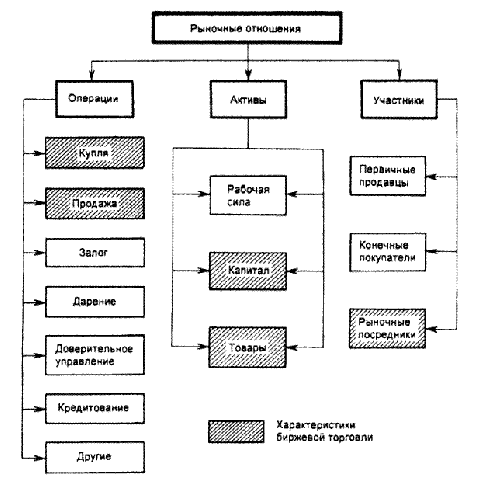 Рыночные отношения
Операции
Активы
Участники
Купля
Продажа
Залог
Дарение
Доверительное
управление
Кредитование
Другие
Рабочая
сила
Капитал
Товары
Первичные
продавцы
Конечные
покупатели
Рыночные
посредники
Характеристики
биржевой торговли